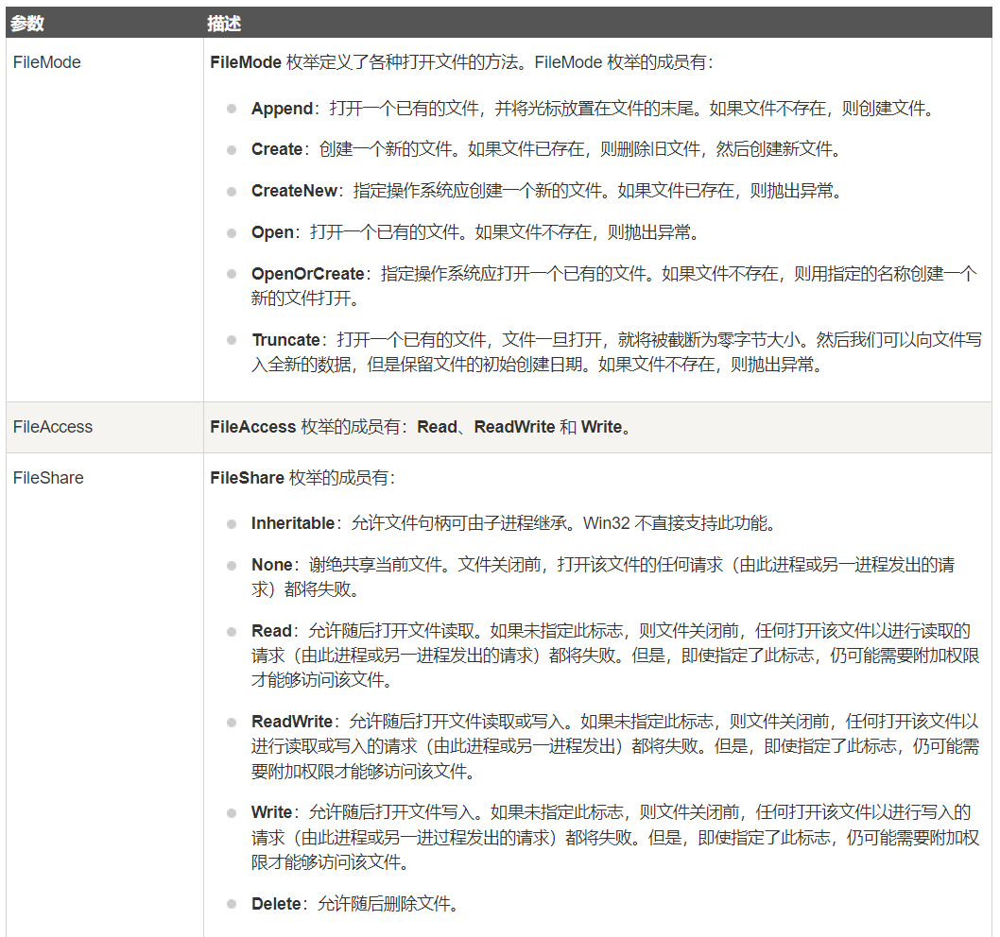 参数 描述
FileMode FileMode 枚举定义了各种打开文件的方法。FileMode 枚举的成员有：
Append：打开一个已有的文件，并将光标放置在文件的末尾。如果文件不存在，则创建文件。
Create：创建一个新的文件。如果文件已存在，则删除旧文件，然后创建新文件。
CreateNew：指定操作系统应创建一个新的文件。如果文件已存在，则抛出异常。
Open：打开一个已有的文件。如果文件不存在，则抛出异常。
OpenOrCreate：指定操作系统应打开一个已有的文件。如果文件不存在，则用指定的名称创建一个
新的文件打开。
Truncate：打开一个已有的文件，文件一旦打开，就将被截断为零字节大小。然后我们可以向文件写
入全新的数据，但是保留文件的初始创建日期。如果文件不存在，则抛出异常。
FileAccess FileAccess 枚举的成员有：Read、ReadWrite 和 Write。
FileShare FileShare 枚举的成员有：
Inheritable：允许文件句柄可由子进程继承。Win32 不直接支持此功能。
None：谢绝共享当前文件。文件关闭前，打开该文件的任何请求（由此进程或另一进程发出的请
求）都将失败。
Read：允许随后打开文件读取。如果未指定此标志，则文件关闭前，任何打开该文件以进行读取的
请求（由此进程或另一进程发出的请求）都将失败。但是，即使指定了此标志，仍可能需要附加权限
才能够访问该文件。
ReadWrite：允许随后打开文件读取或写入。如果未指定此标志，则文件关闭前，任何打开该文件以
进行读取或写入的请求（由此进程或另一进程发出）都将失败。但是，即使指定了此标志，仍可能需
要附加权限才能够访问该文件。
Write：允许随后打开文件写入。如果未指定此标志，则文件关闭前，任何打开该文件以进行写入的
请求（由此进程或另一进过程发出的请求）都将失败。但是，即使指定了此标志，仍可能需要附加权
限才能够访问该文件。
Delete：允许随后删除文件。